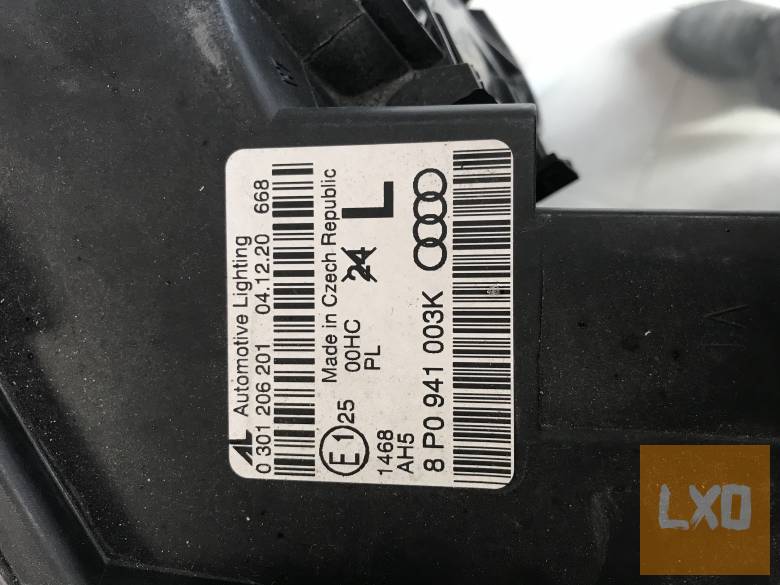 AL Automotive Lighting
0 301 206 201 04.12.20 668
Made in Czech Republic
E1 25 00HC 24 L
PL
1468
AH5
8 P0 941 003K
LXO